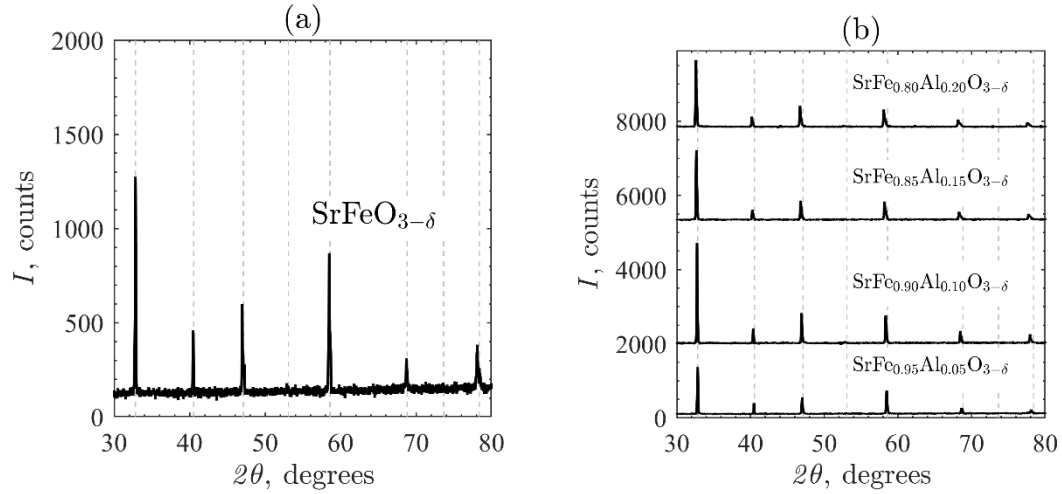 (a)
2000
1500
1000
500
0
I, counts
SrFeO₃₋δ
30 40 50 60 70 80
2θ, degrees
(b)
8000
6000
4000
2000
0
I, counts
SrFe₀.₈₀Al₀.₂₀O₃₋δ
SrFe₀.₈₅Al₀.₁₅O₃₋δ
SrFe₀.₉₀Al₀.₁₀O₃₋δ
SrFe₀.₉₅Al₀.₀₅O₃₋δ
30 40 50 60 70 80
2θ, degrees